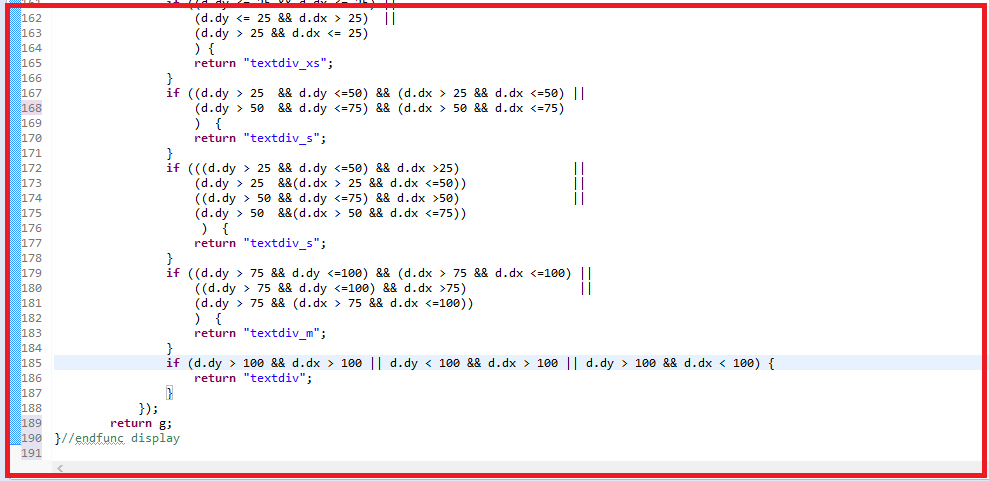 161 if ((d.dy <= 25 && d.dx <= 25) ||
162 (d.dy <= 25 && d.dx > 25) ||
163 (d.dy > 25 && d.dx <= 25)
164 ) {
165 return "textdiv_xs";
166 }
167 if ((d.dy > 25 && d.dy <=50) && (d.dx > 25 && d.dx <=50) ||
168 (d.dy > 50 && d.dy <=75) && (d.dx > 50 && d.dx <=75)
169 ) {
170 return "textdiv_s";
171 }
172 if (((d.dy > 25 && d.dy <=50) && d.dx >25) ||
173 (d.dy > 25 &&(d.dx > 25 && d.dx <=50)) ||
174 ((d.dy > 50 && d.dy <=75) && d.dx >50) ||
175 (d.dy > 50 &&(d.dx > 50 && d.dx <=75))
176 ) {
177 return "textdiv_s";
178 }
179 if ((d.dy > 75 && d.dy <=100) && (d.dx > 75 && d.dx <=100) ||
180 ((d.dy > 75 && d.dy <=100) && d.dx >75) ||
181 (d.dy > 75 && (d.dx > 75 && d.dx <=100))
182 ) {
183 return "textdiv_m";
184 }
185 if (d.dy > 100 && d.dx > 100 || d.dy < 100 && d.dx > 100 || d.dy > 100 && d.dx < 100) {
186 return "textdiv";
187 }
188 });
189 return g;
190 }//endfunc display
191